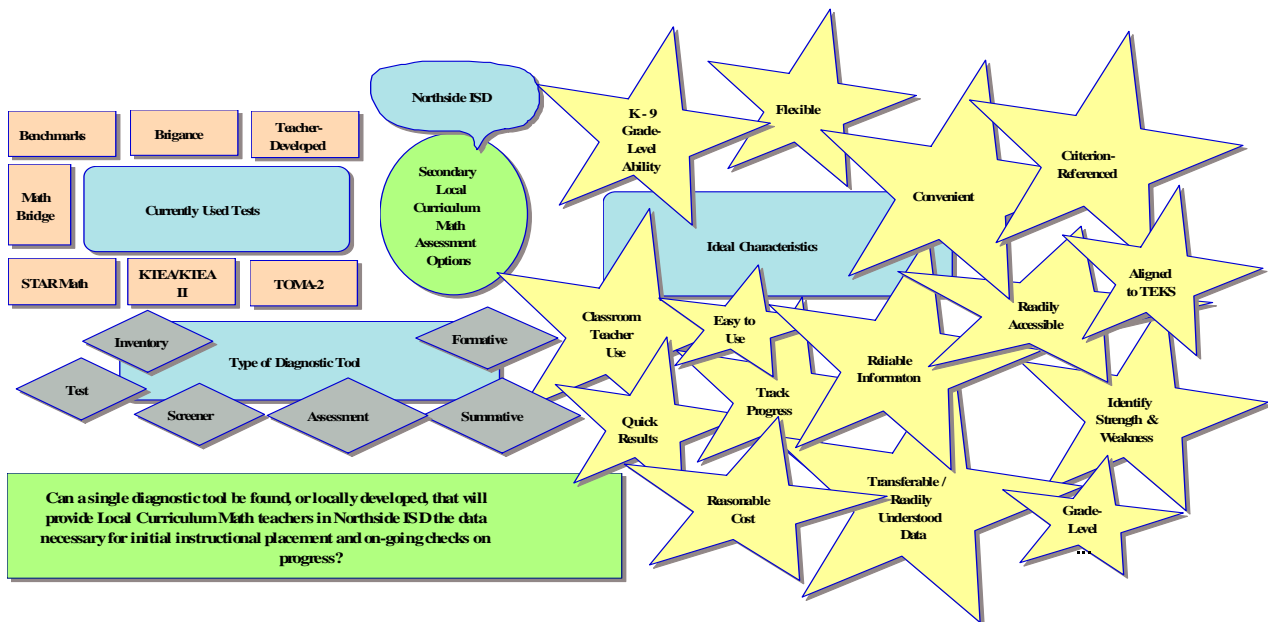 Northside ISD
Secondary
Local
Curriculum
Math
Assessment
Options
Benchmarks
Brigance
Teacher-
Developed
Math
Bridge
Currently Used Tests
STAR Math
KTEA/KTEA
II
TOMA-2
Type of Diagnostic Tool
Inventory
Formative
Test
Screener
Assessment
Summative
Ideal Characteristics
K - 9
Grade-
Level
Ability
Flexible
Convenient
Criterion-
Referenced
Classroom
Teacher
Use
Easy to
Use
Reliable
Informaton
Readily
Accessible
Aligned
to TEKS
Quick
Results
Track
Progress
Identify
Strength &
Weakness
Reasonable
Cost
Transferable /
Readily
Understood
Data
Grade-
Level
...
Can a single diagnostic tool be found, or locally developed, that will
provide Local Curriculum Math teachers in Northside ISD the data
necessary for initial instructional placement and on-going checks on
progress?